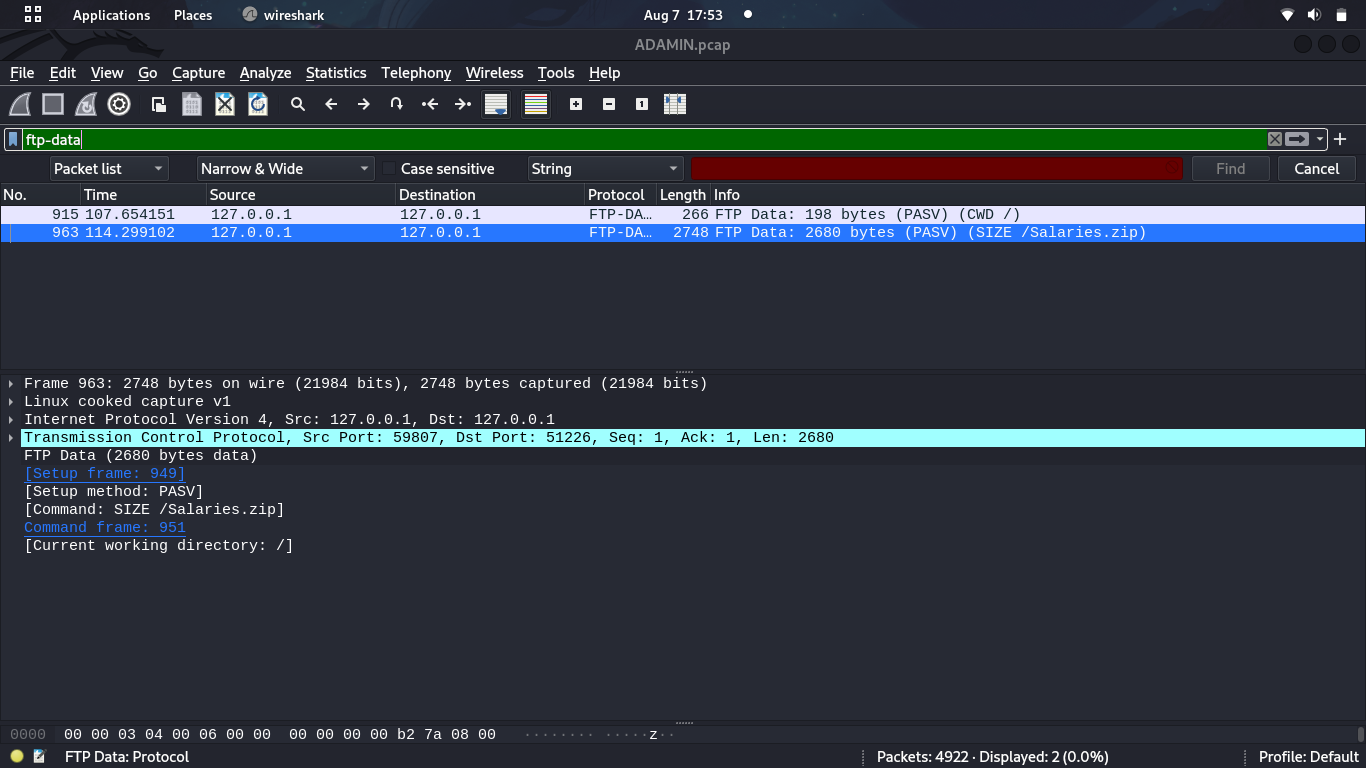 Applications Places wireshark Aug 7 17:53
ADAMIN.pcap
File Edit View Go Capture Analyze Statistics Telephony Wireless Tools Help
ftp-data
Packet list Narrow & Wide Case sensitive String Find Cancel
No. Time Source Destination Protocol Length Info
915 107.654151 127.0.0.1 127.0.0.1 FTP-DA… 266 FTP Data: 198 bytes (PASV) (CWD /)
963 114.299102 127.0.0.1 127.0.0.1 FTP-DA… 2748 FTP Data: 2680 bytes (PASV) (SIZE /Salaries.zip)
Frame 963: 2748 bytes on wire (21984 bits), 2748 bytes captured (21984 bits)
Linux cooked capture v1
Internet Protocol Version 4, Src: 127.0.0.1, Dst: 127.0.0.1
Transmission Control Protocol, Src Port: 59807, Dst Port: 51226, Seq: 1, Ack: 1, Len: 2680
FTP Data (2680 bytes data)
[Setup frame: 949]
[Setup method: PASV]
[Command: SIZE /Salaries.zip]
Command frame: 951
[Current working directory: /]
0000 00 00 03 04 00 06 00 00 00 00 00 00 b2 7a 08 00 ········ ·····z··
FTP Data: Protocol Packets: 4922 · Displayed: 2 (0.0%) Profile: Default